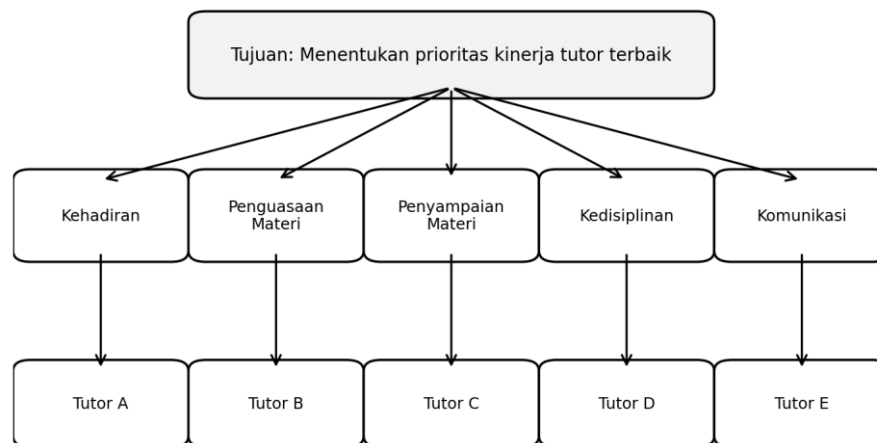 Tujuan: Menentukan prioritas kinerja tutor terbaik
Kehadiran
Penguasaan
Materi
Penyampaian
Materi
Kedisiplinan
Komunikasi
Tutor A
Tutor B
Tutor C
Tutor D
Tutor E